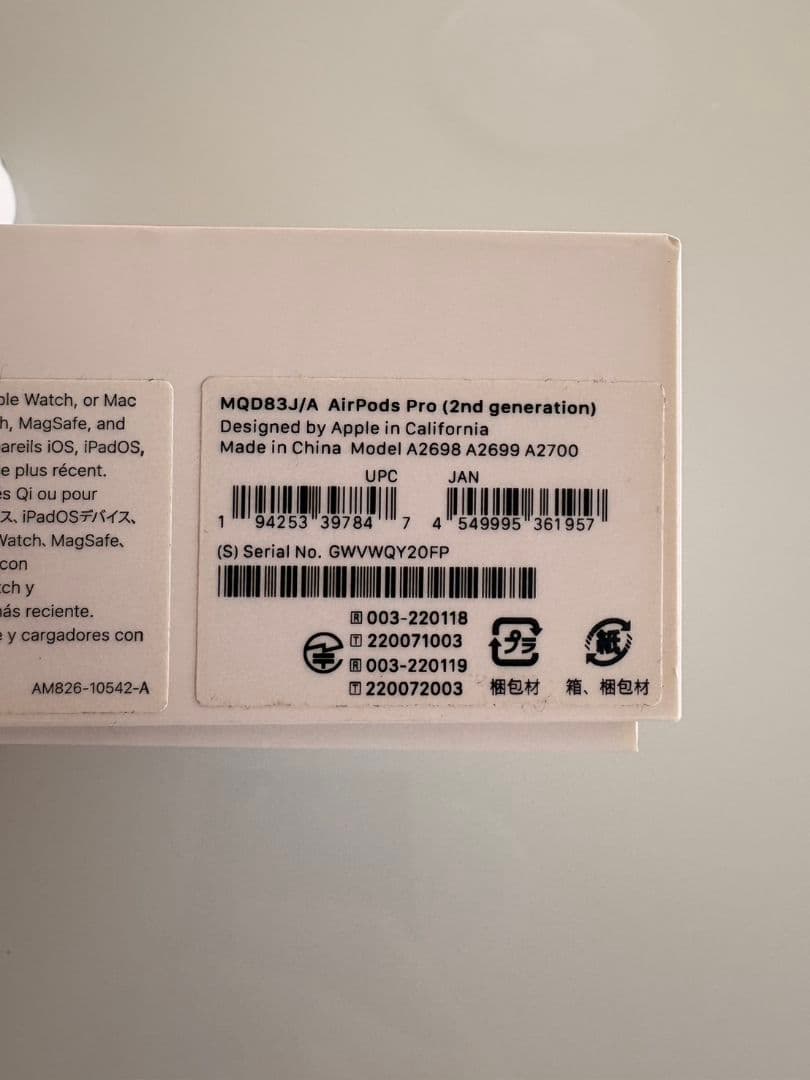 ple Watch, or Mac
h, MagSafe, and
areils iOS, iPadOS,
e plus récent.
s Qi ou pour
ス、iPadOSデバイス、
Watch、MagSafe、
con
ch y
más reciente.
e y cargadores con
AM826-10542-A
MQD83J/A AirPods Pro (2nd generation)
Designed by Apple in California
Made in China Model A2698 A2699 A2700
UPC JAN
1 94253 39784 7 4 549995 361957
(S) Serial No. GWVWQY20FP
R 003-220118
T 220071003
R 003-220119
T 220072003
プラ 紙
梱包材 箱、梱包材